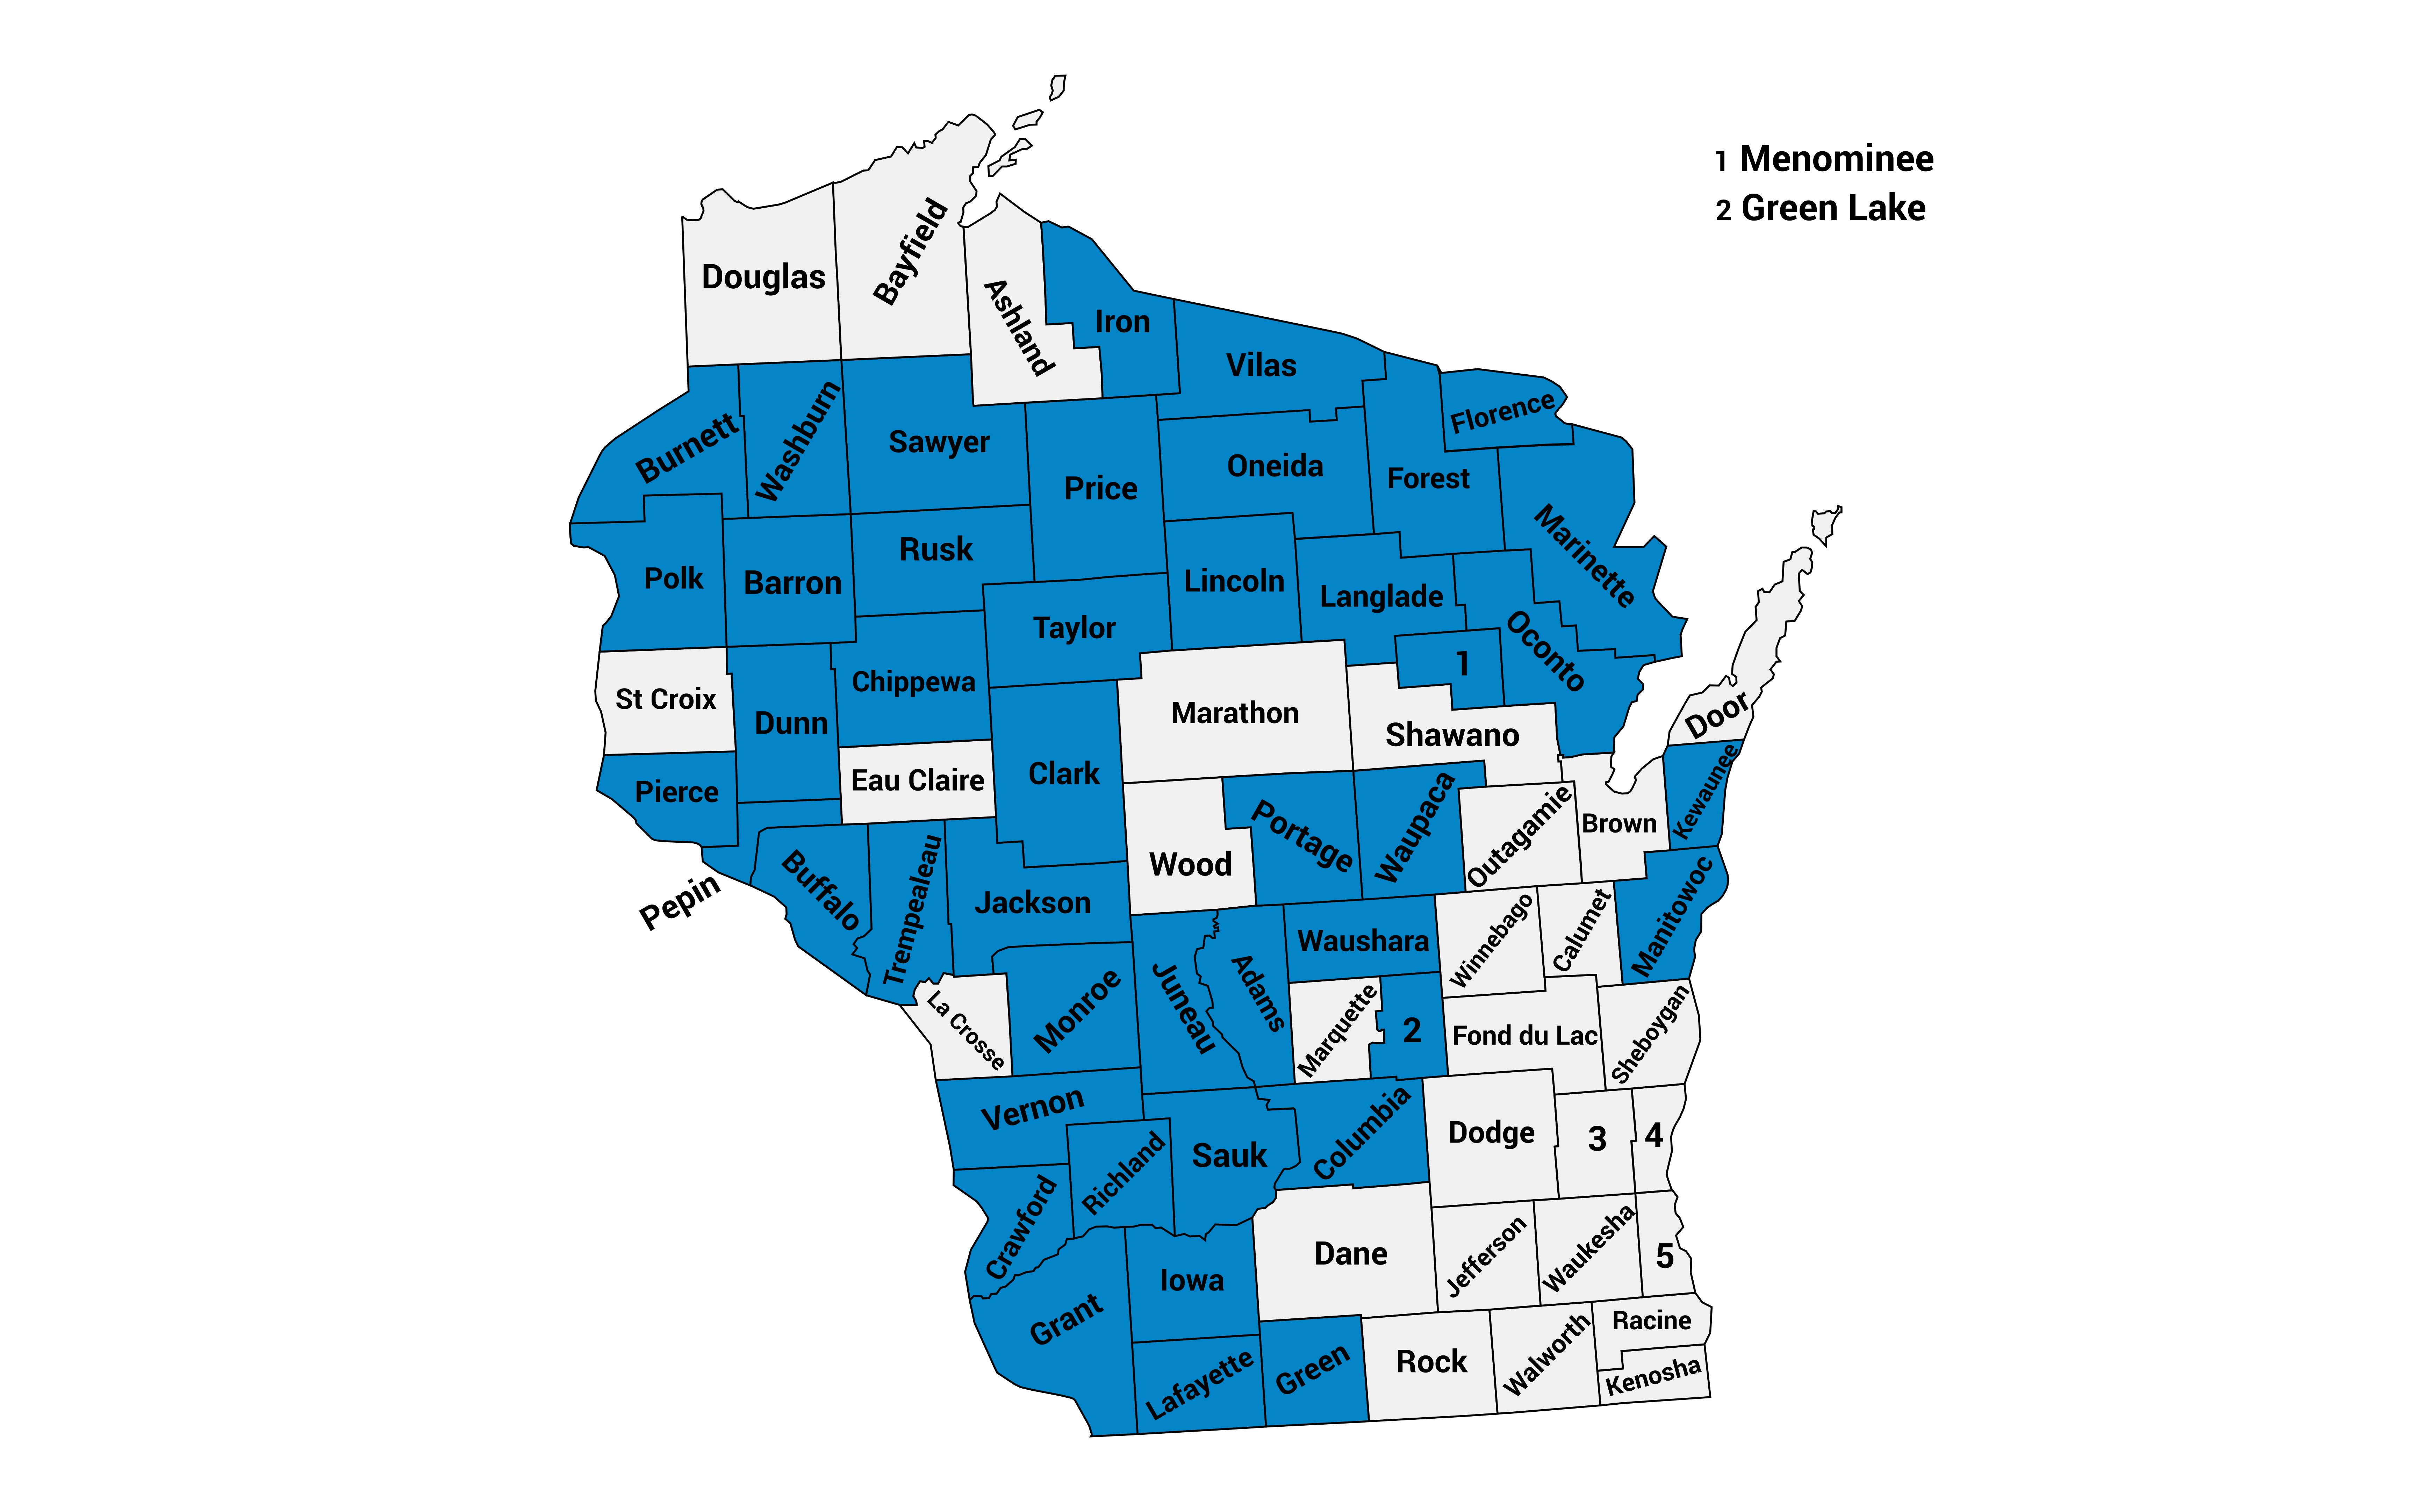 1 Menominee
2 Green Lake
Douglas
Bayfield
Ashland
Iron
Vilas
Florence
Burnett
Washburn
Sawyer
Price
Oneida
Forest
Marinette
Polk
Barron
Rusk
Taylor
Lincoln
Langlade
Oconto
1
St Croix
Dunn
Chippewa
Marathon
Shawano
Door
Pierce
Eau Claire
Clark
Wood
Portage
Waupaca
Outagamie
Brown
Kewaunee
Pepin
Buffalo
Trempealeau
Jackson
Waushara
Winnebago
Calumet
Manitowoc
La Crosse
Monroe
Juneau
Adams
Marquette
2
Fond du Lac
Sheboygan
Vernon
Richland
Sauk
Columbia
Dodge
3
4
Crawford
Grant
Iowa
Dane
Jefferson
Waukesha
5
Lafayette
Green
Rock
Walworth
Racine
Kenosha